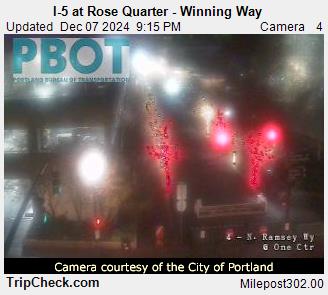 I-5 at Rose Quarter - Winning Way
Updated Dec 07 2024 9:15 PM Camera 4
PBOT
PORTLAND BUREAU OF TRANSPORTATION
4 - N. Ramsey Wy
@ One Ctr
Camera courtesy of the City of Portland
TripCheck.com Milepost302.00